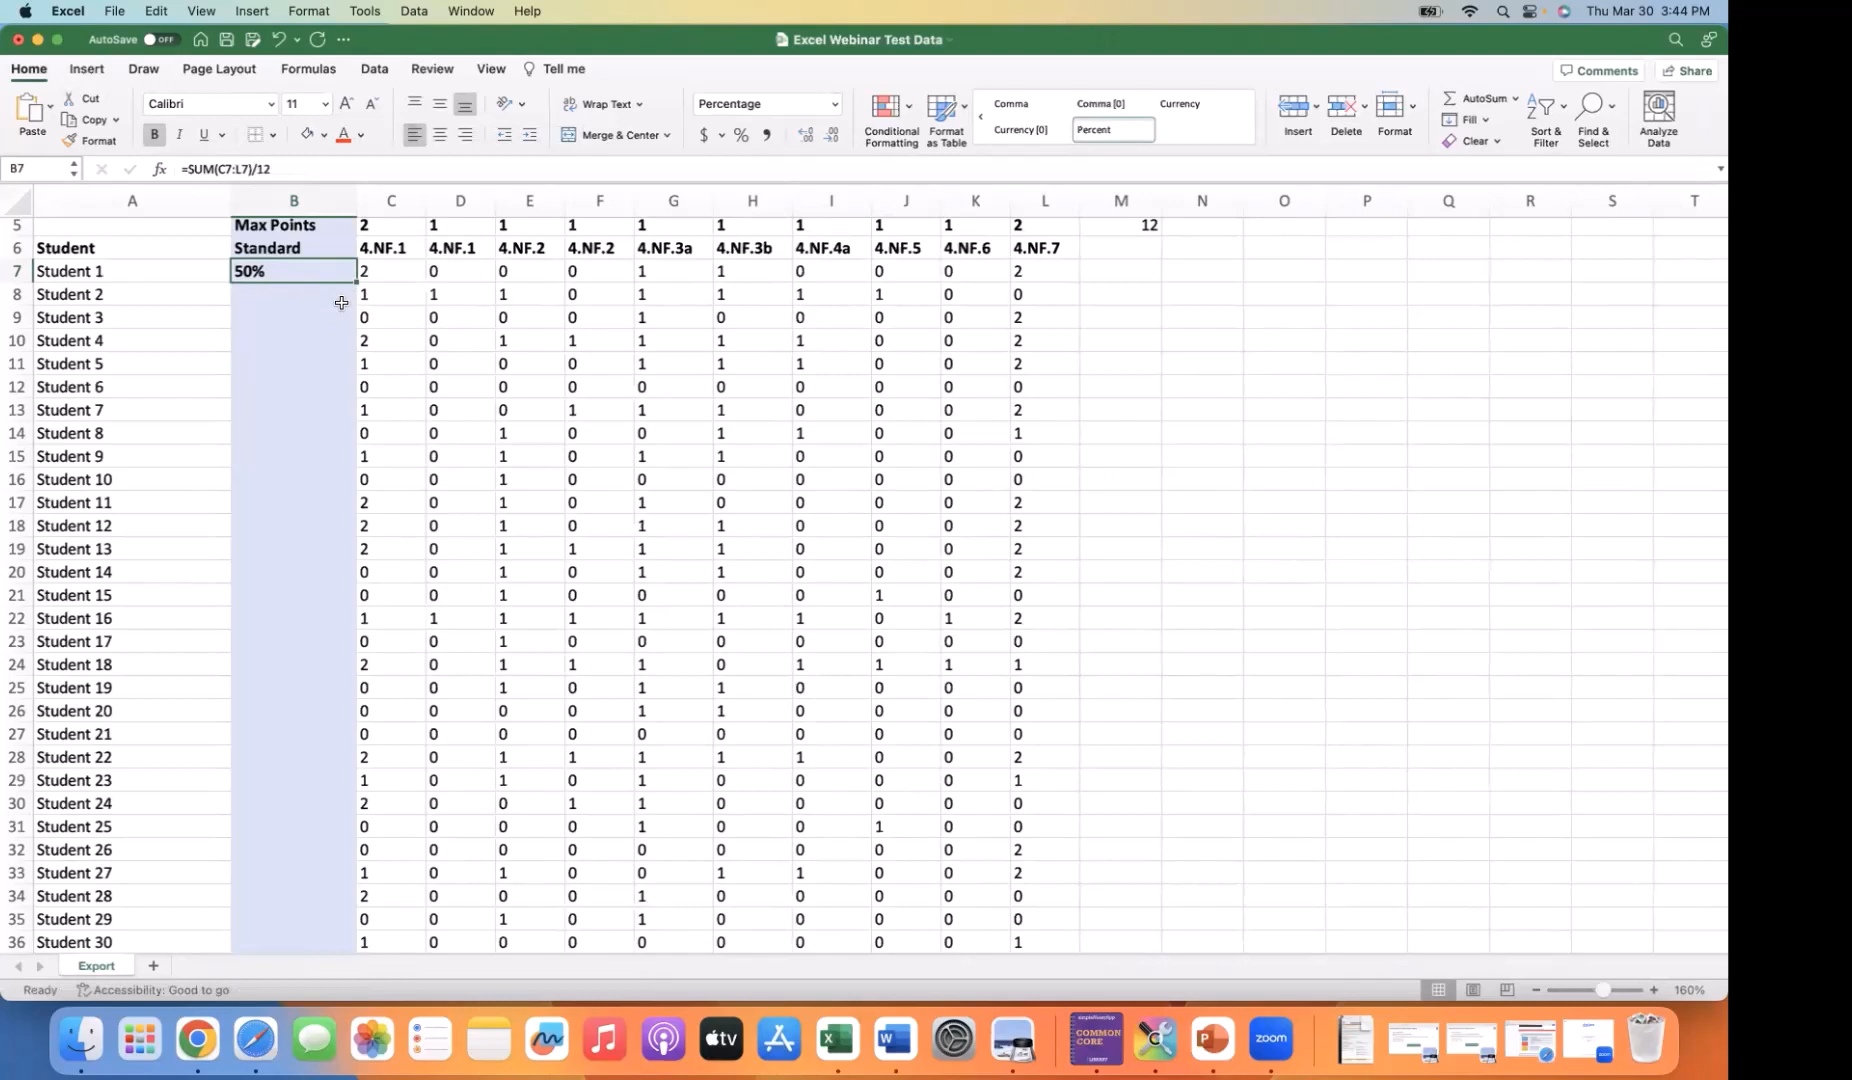 Excel File Edit View Insert Format Tools Data Window Help Thu Mar 30 3:44 PM
AutoSave OFF Excel Webinar Test Data
Home Insert Draw Page Layout Formulas Data Review View Tell me Comments Share
Cut Calibri 11 Wrap Text Percentage Comma Comma [0] Currency AutoSum
Copy Fill
Paste Format B I U Merge & Center $ % Conditional Formatting Format as Table Currency [0] Percent Insert Delete Format Clear Sort & Filter Find & Select Analyze Data
B7 fx =SUM(C7:L7)/12
A B C D E F G H I J K L M N O P Q R S T
5 Max Points 2 1 1 1 1 1 1 1 1 2 12
6 Student Standard 4.NF.1 4.NF.1 4.NF.2 4.NF.2 4.NF.3a 4.NF.3b 4.NF.4a 4.NF.5 4.NF.6 4.NF.7
7 Student 1 50% 2 0 0 0 1 1 0 0 0 2
8 Student 2 1 1 1 0 1 1 1 1 0 0
9 Student 3 0 0 0 0 1 0 0 0 0 2
10 Student 4 2 0 1 1 1 1 1 0 0 2
11 Student 5 1 0 0 0 1 1 1 0 0 2
12 Student 6 0 0 0 0 0 0 0 0 0 0
13 Student 7 1 0 0 1 1 1 0 0 0 2
14 Student 8 0 0 1 0 0 1 1 0 0 1
15 Student 9 1 0 1 0 1 1 0 0 0 0
16 Student 10 0 0 1 0 0 0 0 0 0 0
17 Student 11 2 0 1 0 1 0 0 0 0 2
18 Student 12 2 0 1 0 1 1 0 0 0 2
19 Student 13 2 0 1 1 1 1 0 0 0 2
20 Student 14 0 0 1 0 1 1 0 0 0 2
21 Student 15 0 0 1 0 0 0 0 1 0 0
22 Student 16 1 1 1 1 1 1 1 0 1 2
23 Student 17 0 0 1 0 0 0 0 0 0 0
24 Student 18 2 0 1 1 1 0 1 1 1 1
25 Student 19 0 0 1 0 1 1 0 0 0 0
26 Student 20 0 0 0 0 1 1 0 0 0 0
27 Student 21 0 0 0 0 0 0 0 0 0 0
28 Student 22 2 0 1 1 1 1 1 0 0 2
29 Student 23 1 0 1 0 1 0 0 0 0 1
30 Student 24 2 0 0 1 1 0 0 0 0 0
31 Student 25 0 0 0 0 1 0 0 1 0 0
32 Student 26 0 0 0 0 0 0 0 0 0 2
33 Student 27 1 0 1 0 0 1 1 0 0 2
34 Student 28 2 0 0 0 1 0 0 0 0 0
35 Student 29 0 0 1 0 1 0 0 0 0 0
36 Student 30 1 0 0 0 0 0 0 0 0 1
Export
Ready Accessibility: Good to go 160%
tv X W COMMON CORE P zoom